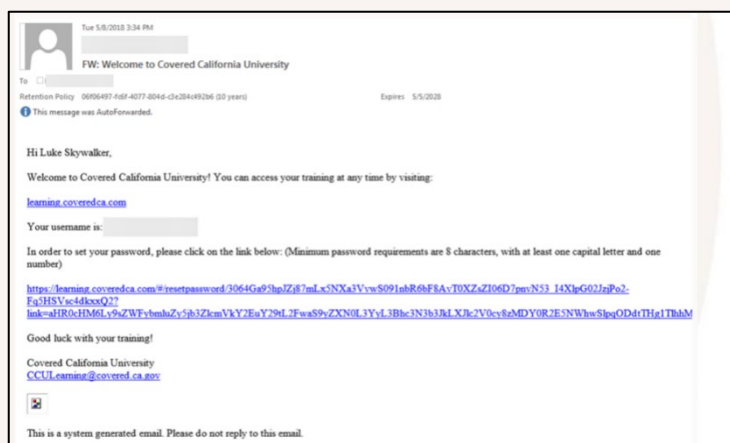 Tue 5/8/2018 3:34 PM
FW: Welcome to Covered California University
To
Retention Policy 06f06497-fc6f-4077-804d-c3e284c492b6 (10 years) Expires 5/5/2028
This message was AutoForwarded.
Hi Luke Skywalker,
Welcome to Covered California University! You can access your training at any time by visiting:
learning.coveredca.com
Your username is:
In order to set your password, please click on the link below: (Minimum password requirements are 8 characters, with at least one capital letter and one
number)
Good luck with your training!
Covered California University
CCULearning@covered.ca.gov
This is a system generated email. Please do not reply to this email.